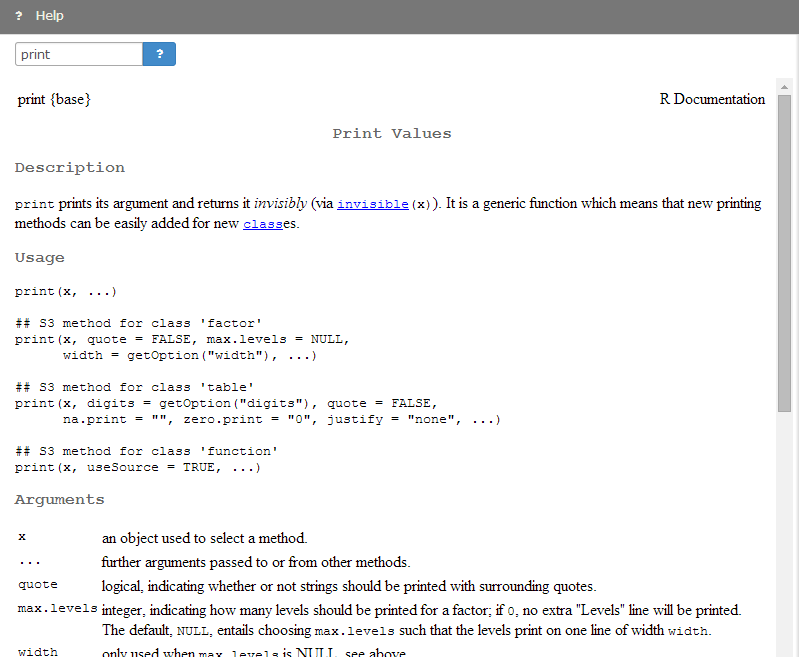 ? Help
print ?
print {base} R Documentation
Print Values
Description
print prints its argument and returns it invisibly (via invisible(x)). It is a generic function which means that new printing
methods can be easily added for new classes.
Usage
print(x, ...)
## S3 method for class 'factor'
print(x, quote = FALSE, max.levels = NULL,
      width = getOption("width"), ...)
## S3 method for class 'table'
print(x, digits = getOption("digits"), quote = FALSE,
      na.print = "", zero.print = "0", justify = "none", ...)
## S3 method for class 'function'
print(x, useSource = TRUE, ...)
Arguments
x an object used to select a method.
... further arguments passed to or from other methods.
quote logical, indicating whether or not strings should be printed with surrounding quotes.
max.levels integer, indicating how many levels should be printed for a factor; if 0, no extra "Levels" line will be printed.
The default, NULL, entails choosing max.levels such that the levels print on one line of width width.
width only used when max.levels is NULL, see above.